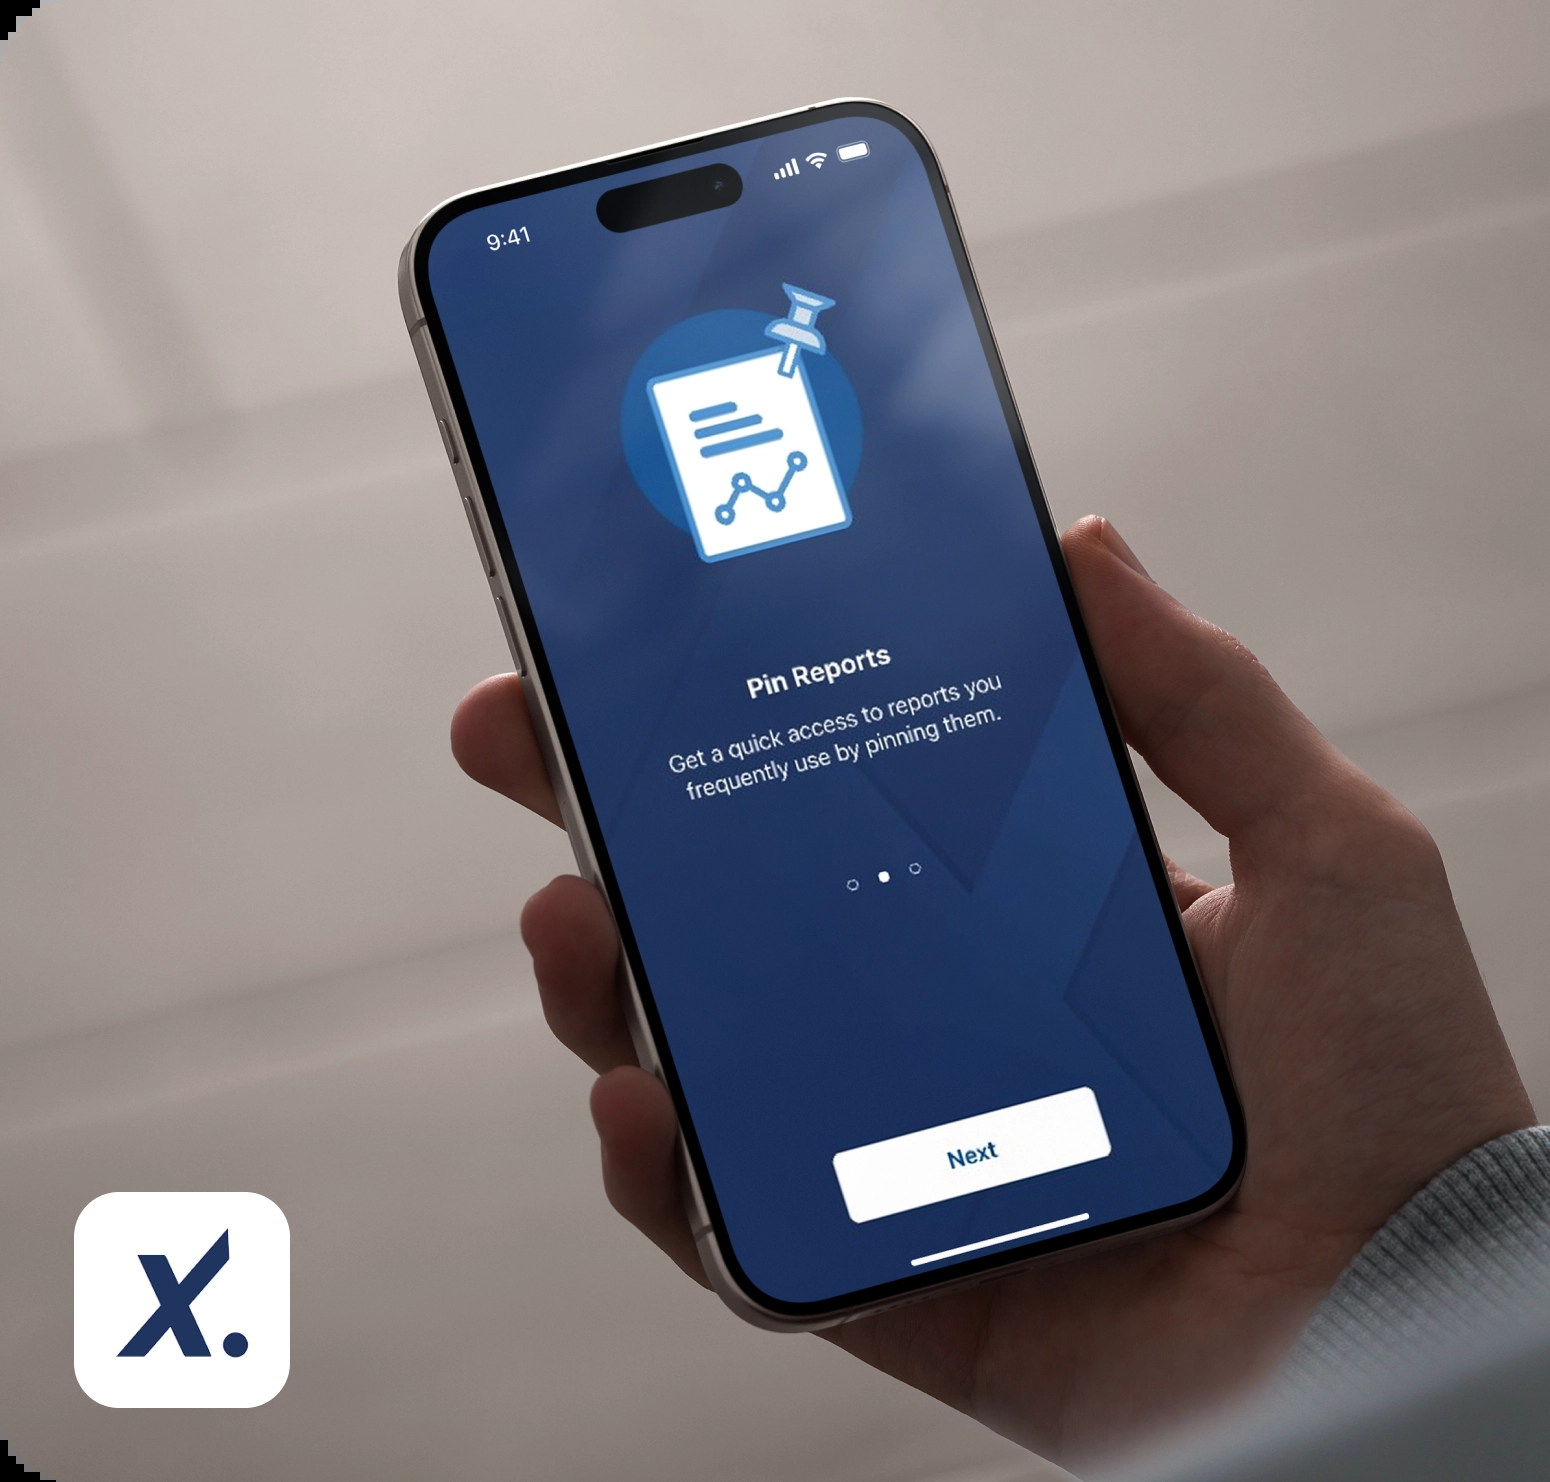 9:41
Pin Reports
Get a quick access to reports you
frequently use by pinning them.
Next
x.